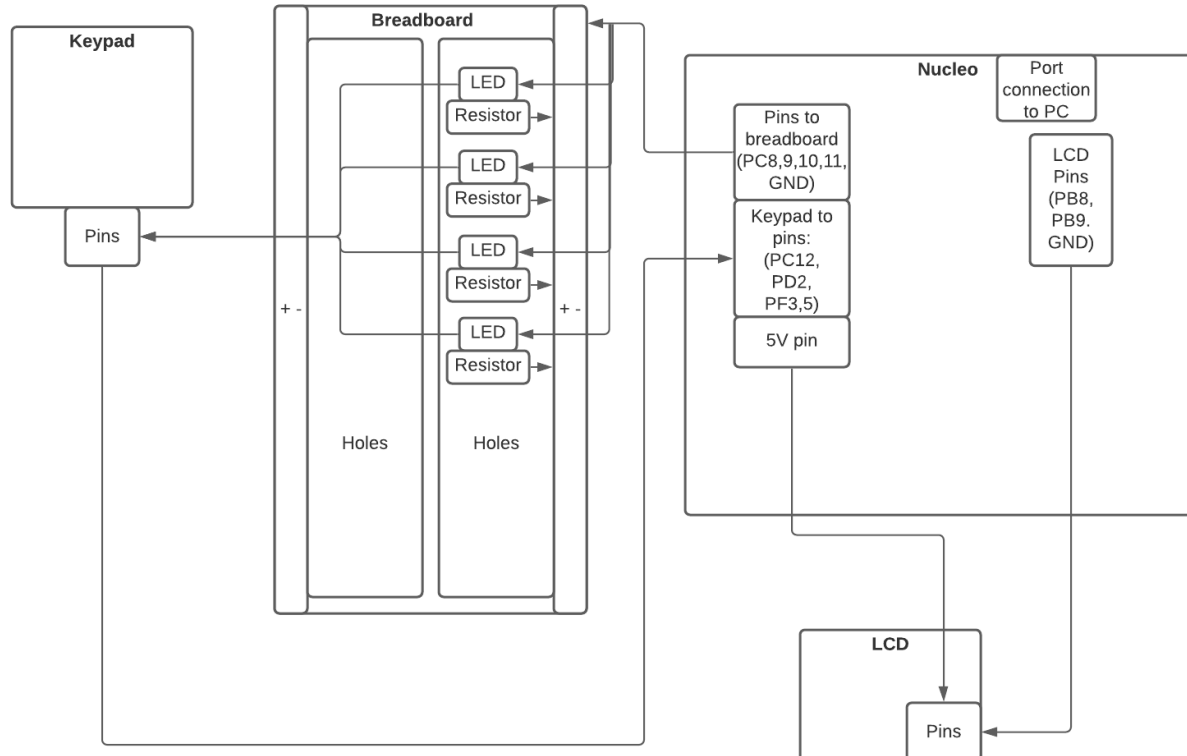 Keypad
Pins
Breadboard
LED
Resistor
LED
Resistor
LED
Resistor
LED
Resistor
+ -
+ -
Holes
Holes
Nucleo
Port
connection
to PC
Pins to
breadboard
(PC8,9,10,11,
GND)
Keypad to
pins:
(PC12,
PD2,
PF3,5)
5V pin
LCD
Pins
(PB8,
PB9.
GND)
LCD
Pins